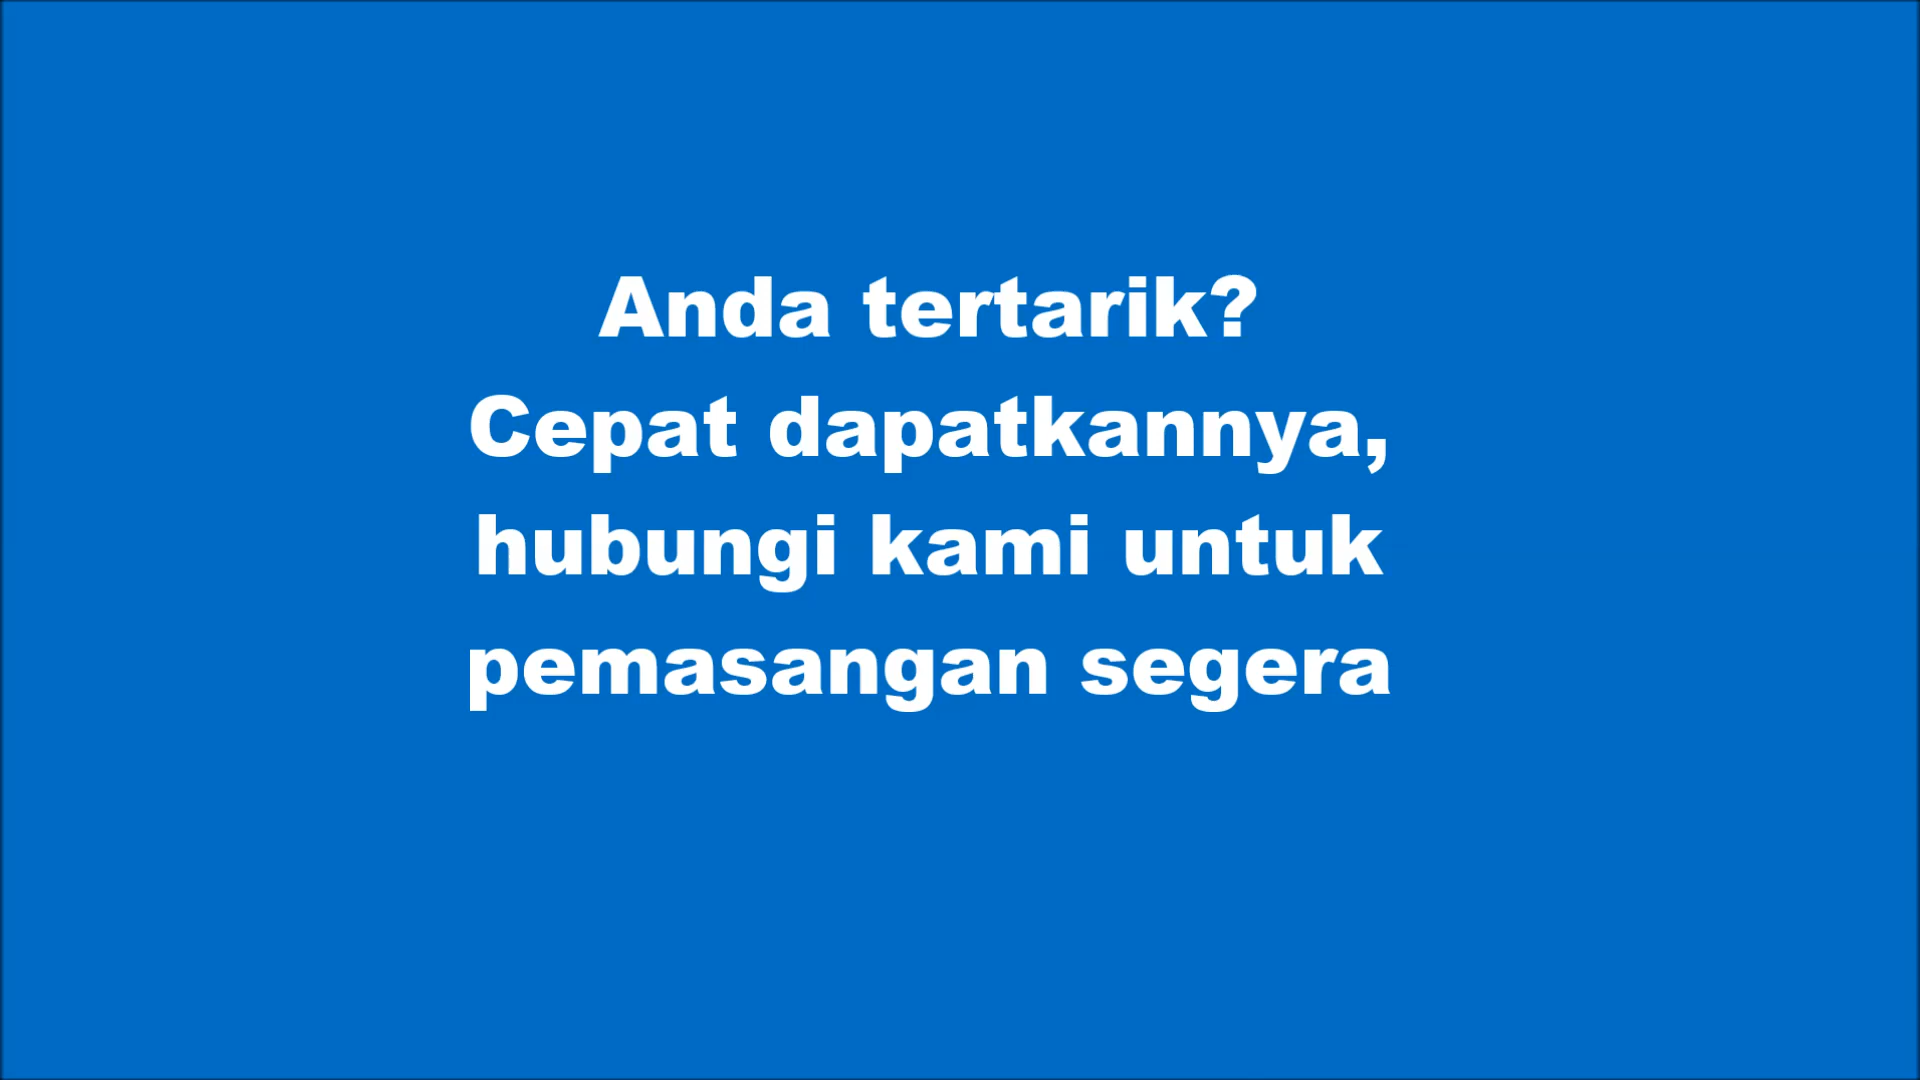 Anda tertarik?
Cepat dapatkannya,
hubungi kami untuk
pemasangan segera